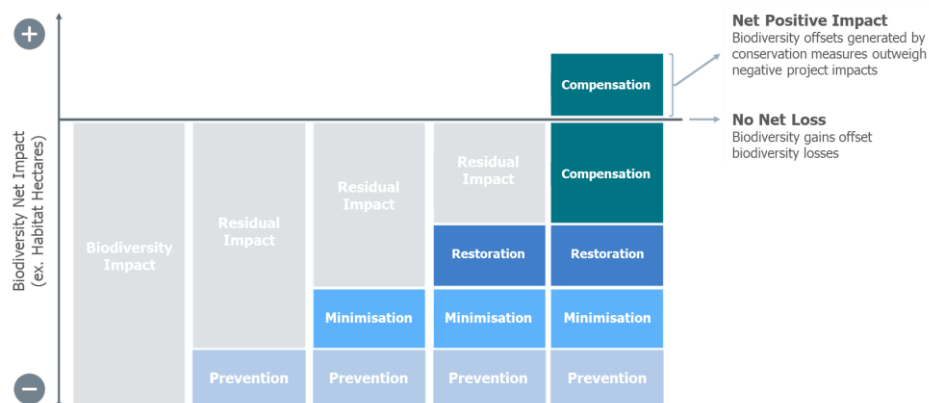 +
Biodiversity Net Impact
(ex. Habitat Hectares)
−
Biodiversity
Impact
Residual
Impact
Prevention
Residual
Impact
Minimisation
Prevention
Residual
Impact
Restoration
Minimisation
Prevention
Compensation
Compensation
Restoration
Minimisation
Prevention
Net Positive Impact
Biodiversity offsets generated by
conservation measures outweigh
negative project impacts
No Net Loss
Biodiversity gains offset
biodiversity losses